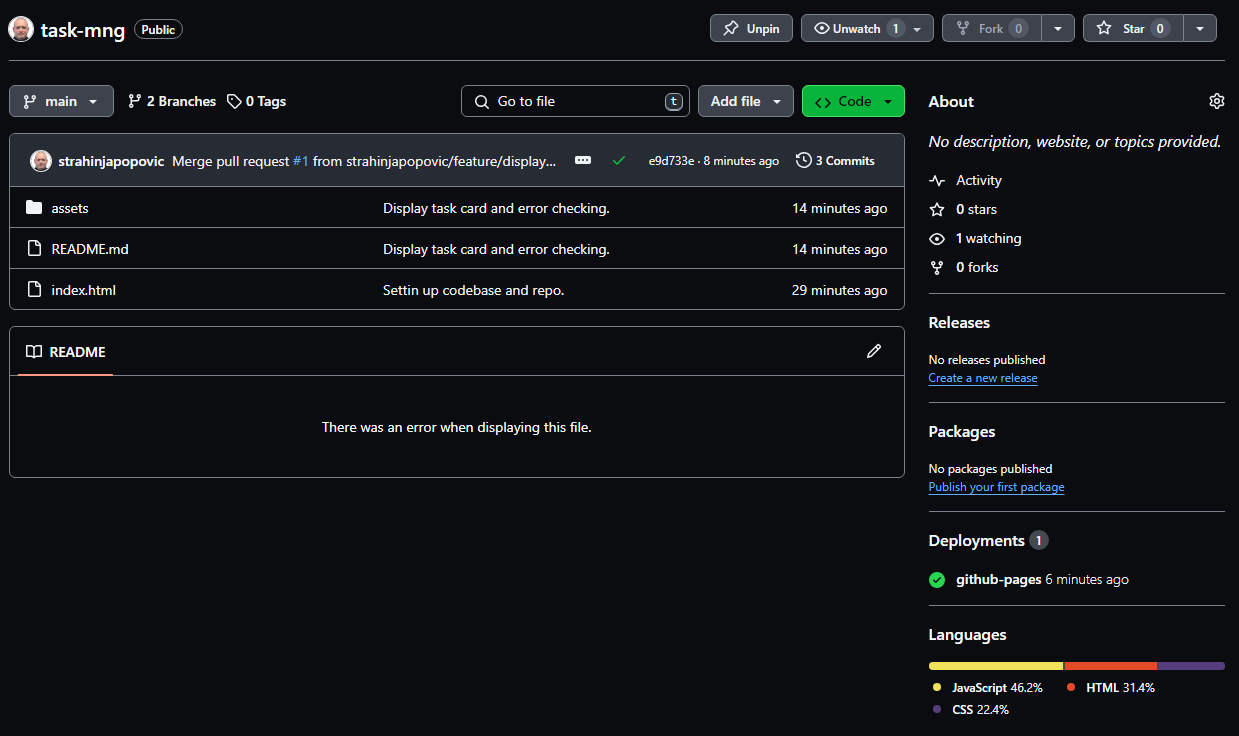 task-mng Public
Unpin Unwatch 1 Fork 0 Star 0
main 2 Branches 0 Tags
Go to file t Add file Code
strahinjapopovic Merge pull request #1 from strahinjapopovic/feature/display... e9d733e · 8 minutes ago 3 Commits
assets Display task card and error checking. 14 minutes ago
README.md Display task card and error checking. 14 minutes ago
index.html Settin up codebase and repo. 29 minutes ago
README
There was an error when displaying this file.
About
No description, website, or topics provided.
Activity
0 stars
1 watching
0 forks
Releases
No releases published
Create a new release
Packages
No packages published
Publish your first package
Deployments 1
github-pages 6 minutes ago
Languages
JavaScript 46.2% HTML 31.4%
CSS 22.4%